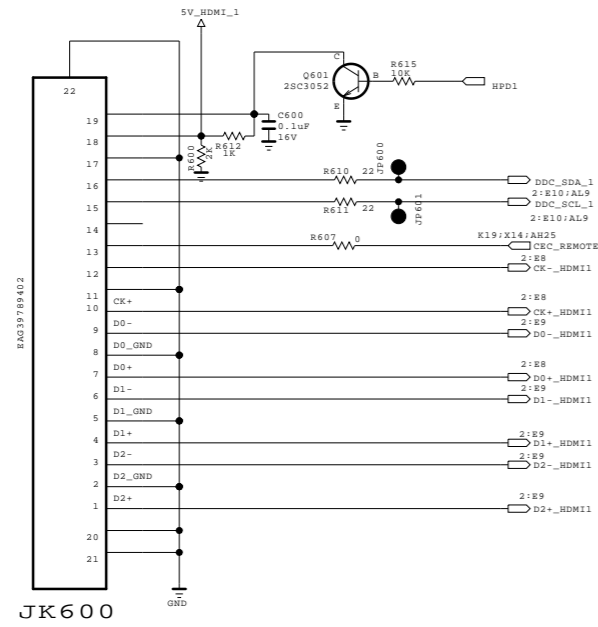 5V_HDMI_1
C
Q601
2SC3052
B
E
R615
10K
HPD1
22
19
18
17
16
15
14
13
12
11
10
9
8
7
6
5
4
3
2
1
20
21
C600
0.1uF
16V
R612
1K
R600
2K
R610
22
JP600
DDC_SDA_1
2:E10;AL9
R611
22
JP601
DDC_SCL_1
2:E10;AL9
R607
0
K19;X14;AH25
CEC_REMOTE
2:E8
CK-_HDMI1
CK+
2:E8
CK+_HDMI1
D0-
2:E9
D0-_HDMI1
D0_GND
D0+
2:E8
D0+_HDMI1
D1-
2:E9
D1-_HDMI1
D1_GND
D1+
2:E9
D1+_HDMI1
D2-
2:E9
D2-_HDMI1
D2_GND
D2+
2:E9
D2+_HDMI1
EAG39789402
GND
JK600